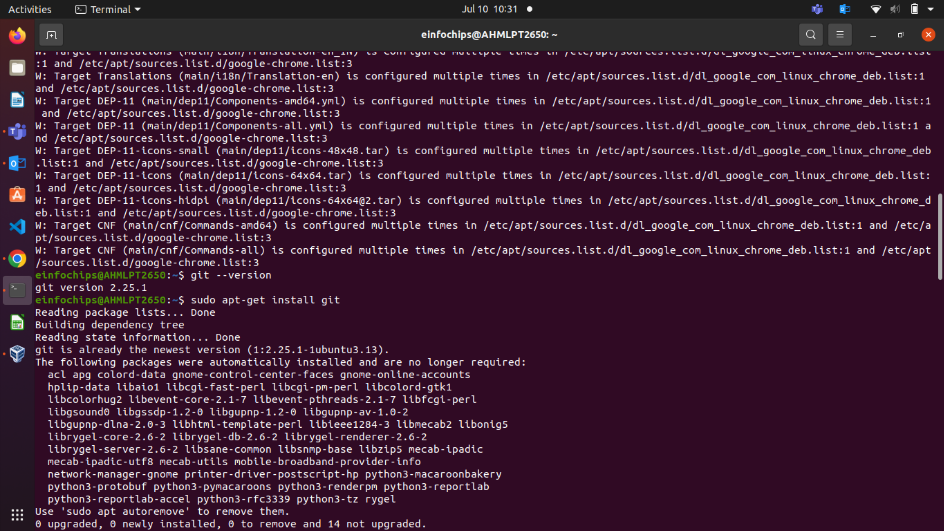 Activities
Terminal
Jul 10 10:31
einfochips@AHMLPT2650: ~
:1 and /etc/apt/sources.list.d/google-chrome.list:3
W: Target Translations (main/i18n/Translation-en) is configured multiple times in /etc/apt/sources.list.d/dl_google_com_linux_chrome_deb.list:1
and /etc/apt/sources.list.d/google-chrome.list:3
W: Target DEP-11 (main/dep11/Components-amd64.yml) is configured multiple times in /etc/apt/sources.list.d/dl_google_com_linux_chrome_deb.list:1
and /etc/apt/sources.list.d/google-chrome.list:3
W: Target DEP-11 (main/dep11/Components-all.yml) is configured multiple times in /etc/apt/sources.list.d/dl_google_com_linux_chrome_deb.list:1 a
nd /etc/apt/sources.list.d/google-chrome.list:3
W: Target DEP-11-icons-small (main/dep11/icons-48x48.tar) is configured multiple times in /etc/apt/sources.list.d/dl_google_com_linux_chrome_deb
.list:1 and /etc/apt/sources.list.d/google-chrome.list:3
W: Target DEP-11-icons (main/dep11/icons-64x64.tar) is configured multiple times in /etc/apt/sources.list.d/dl_google_com_linux_chrome_deb.list:
1 and /etc/apt/sources.list.d/google-chrome.list:3
W: Target DEP-11-icons-hidpi (main/dep11/icons-64x64@2.tar) is configured multiple times in /etc/apt/sources.list.d/dl_google_com_linux_chrome_d
eb.list:1 and /etc/apt/sources.list.d/google-chrome.list:3
W: Target CNF (main/cnf/Commands-amd64) is configured multiple times in /etc/apt/sources.list.d/dl_google_com_linux_chrome_deb.list:1 and /etc/a
pt/sources.list.d/google-chrome.list:3
W: Target CNF (main/cnf/Commands-all) is configured multiple times in /etc/apt/sources.list.d/dl_google_com_linux_chrome_deb.list:1 and /etc/apt
/sources.list.d/google-chrome.list:3
einfochips@AHMLPT2650:~$ git --version
git version 2.25.1
einfochips@AHMLPT2650:~$ sudo apt-get install git
Reading package lists... Done
Building dependency tree
Reading state information... Done
git is already the newest version (1:2.25.1-1ubuntu3.13).
The following packages were automatically installed and are no longer required:
acl apg colord-data gnome-control-center-faces gnome-online-accounts
hplip-data libaio1 libcgi-fast-perl libcgi-pm-perl libcolord-gtk1
libcolorhug2 libevent-core-2.1-7 libevent-pthreads-2.1-7 libfcgi-perl
libgsound0 libgssdp-1.2-0 libgupnp-1.2-0 libgupnp-av-1.0-2
libgupnp-dlna-2.0-3 libhtml-template-perl libieee1284-3 libmecab2 libonig5
librygel-core-2.6-2 librygel-db-2.6-2 librygel-renderer-2.6-2
librygel-server-2.6-2 libsane-common libsnmp-base libzip5 mecab-ipadic
mecab-ipadic-utf8 mecab-utils mobile-broadband-provider-info
network-manager-gnome printer-driver-postscript-hp python3-macaroonbakery
python3-protobuf python3-pymacaroons python3-renderpm python3-reportlab
python3-reportlab-accel python3-rfc3339 python3-tz rygel
Use 'sudo apt autoremove' to remove them.
0 upgraded, 0 newly installed, 0 to remove and 14 not upgraded.